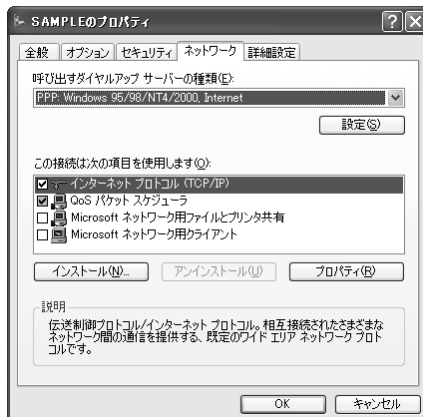 SAMPLEのプロパティ
全般 オプション セキュリティ ネットワーク 詳細設定
呼び出すダイヤルアップ サーバーの種類(E):
PPP: Windows 95/98/NT4/2000, Internet
設定(S)
この接続は次の項目を使用します(O):
インターネット プロトコル (TCP/IP)
QoS パケット スケジューラ
Microsoft ネットワーク用ファイルとプリンタ共有
Microsoft ネットワーク用クライアント
インストール(N)... アンインストール(U) プロパティ(R)
説明
伝送制御プロトコル/インターネット プロトコル。相互接続されたさまざまな
ネットワーク間の通信を提供する、既定のワイド エリア ネットワーク プロト
コルです。
OK キャンセル